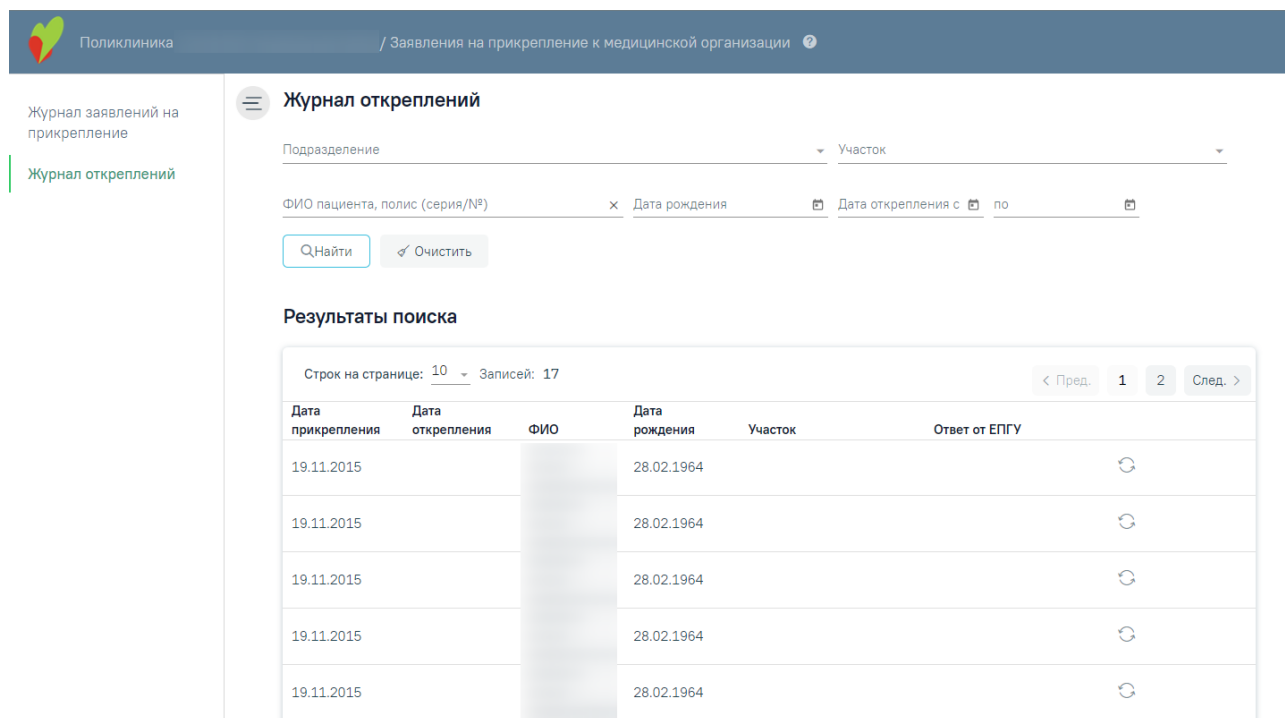 Поликлиника / Заявления на прикрепление к медицинской организации ?
Журнал заявлений на
прикрепление
Журнал откреплений
Журнал откреплений
Подразделение Участок
ФИО пациента, полис (серия/№) Дата рождения Дата открепления с по
Найти Очистить
Результаты поиска
Строк на странице: 10 Записей: 17 < Пред. 1 2 След. >
Дата прикрепления Дата открепления ФИО Дата рождения Участок Ответ от ЕПГУ
19.11.2015 28.02.1964
19.11.2015 28.02.1964
19.11.2015 28.02.1964
19.11.2015 28.02.1964
19.11.2015 28.02.1964